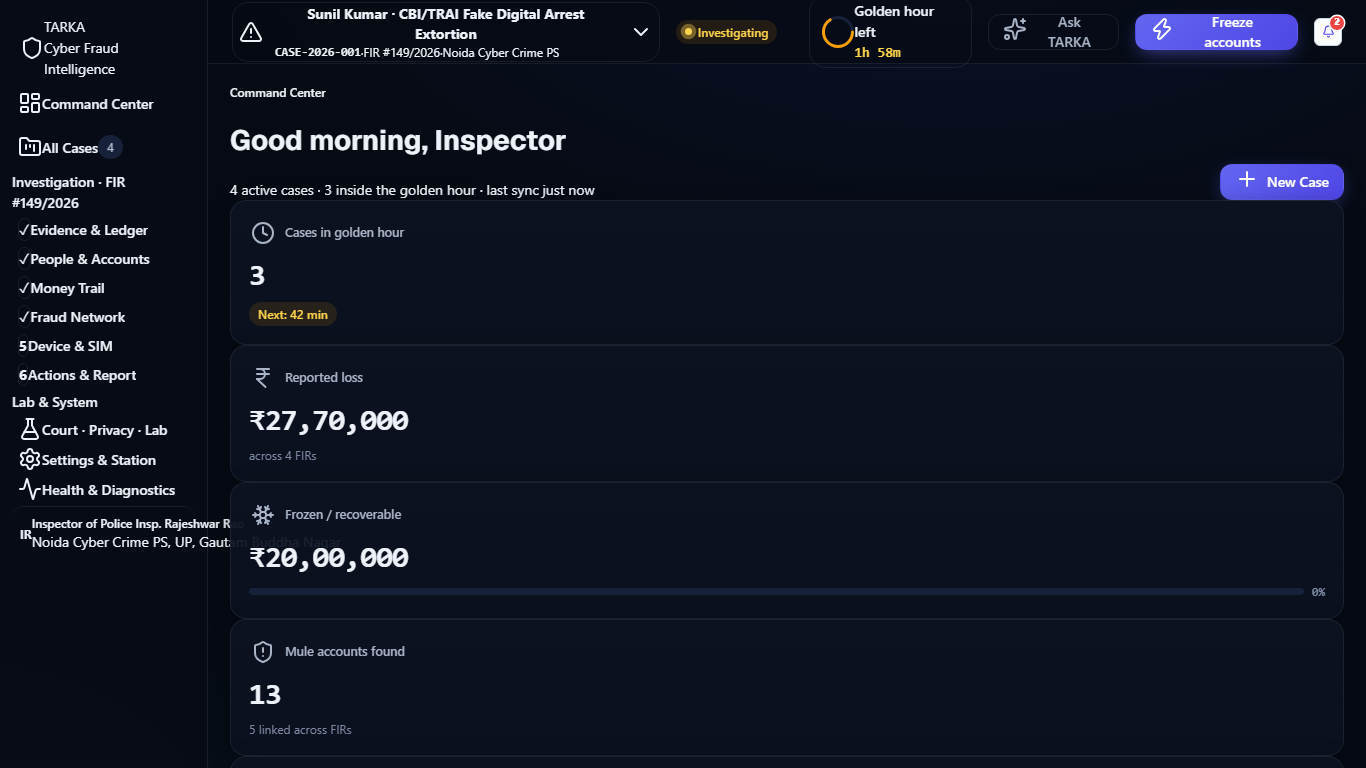 TARKA
Cyber Fraud
Intelligence
Command Center
All Cases 4
Investigation · FIR
#149/2026
✓Evidence & Ledger
✓People & Accounts
✓Money Trail
✓Fraud Network
5Device & SIM
6Actions & Report
Lab & System
Court · Privacy · Lab
Settings & Station
Health & Diagnostics
IR
Inspector of Police Insp. Rajeshwar Rao
Noida Cyber Crime PS, UP, Gautam Buddha Nagar
Sunil Kumar · CBI/TRAI Fake Digital Arrest
Extortion
CASE-2026-001·FIR #149/2026·Noida Cyber Crime PS
Investigating
Golden hour
left
1h 58m
Ask
TARKA
Freeze
accounts
2
Command Center
Good morning, Inspector
4 active cases · 3 inside the golden hour · last sync just now
New Case
Cases in golden hour
3
Next: 42 min
Reported loss
₹27,70,000
across 4 FIRs
Frozen / recoverable
₹20,00,000
0%
Mule accounts found
13
5 linked across FIRs